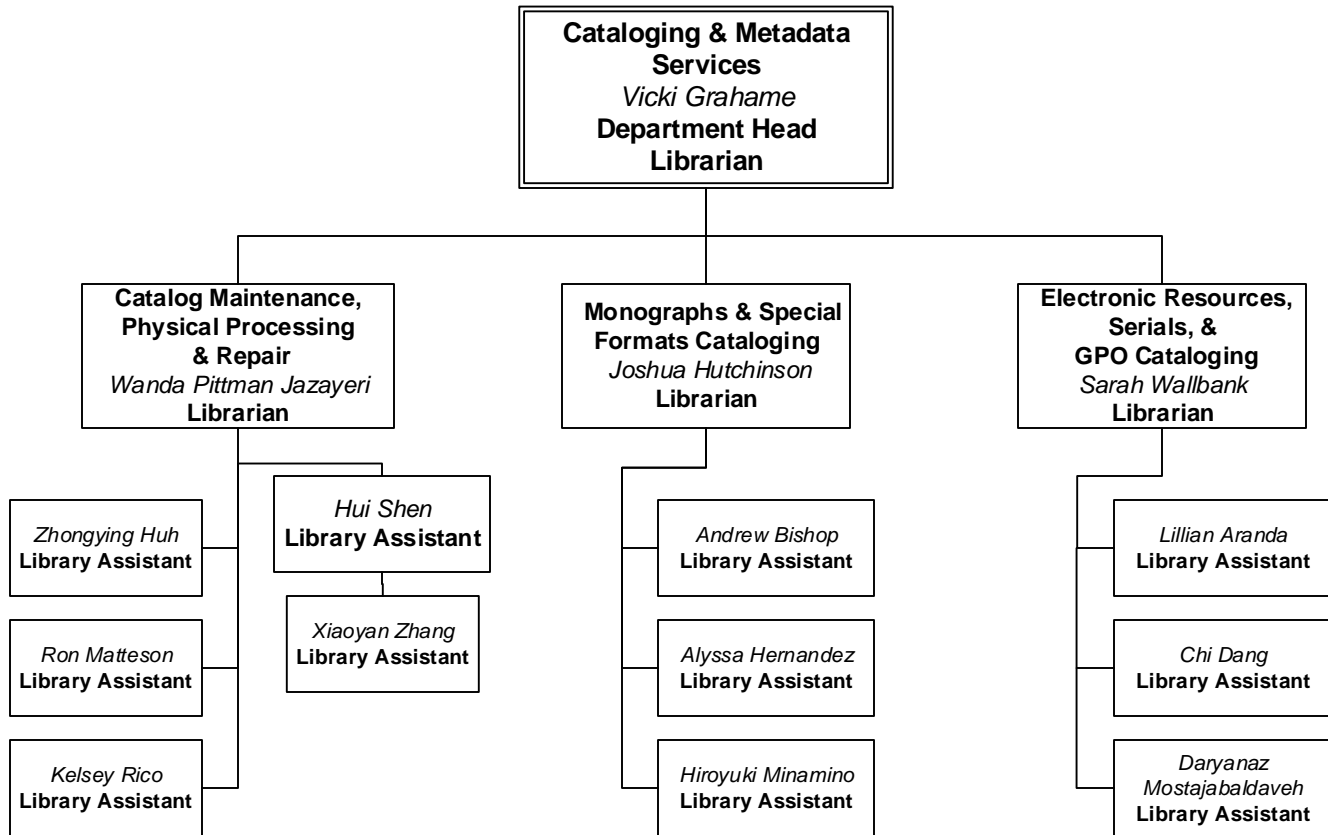 Cataloging & Metadata
Services
Vicki Grahame
Department Head
Librarian
Catalog Maintenance,
Physical Processing
& Repair
Wanda Pittman Jazayeri
Librarian
Zhongying Huh
Library Assistant
Ron Matteson
Library Assistant
Kelsey Rico
Library Assistant
Hui Shen
Library Assistant
Xiaoyan Zhang
Library Assistant
Monographs & Special
Formats Cataloging
Joshua Hutchinson
Librarian
Andrew Bishop
Library Assistant
Alyssa Hernandez
Library Assistant
Hiroyuki Minamino
Library Assistant
Electronic Resources,
Serials, &
GPO Cataloging
Sarah Wallbank
Librarian
Lillian Aranda
Library Assistant
Chi Dang
Library Assistant
Daryanaz
Mostajabaldaveh
Library Assistant